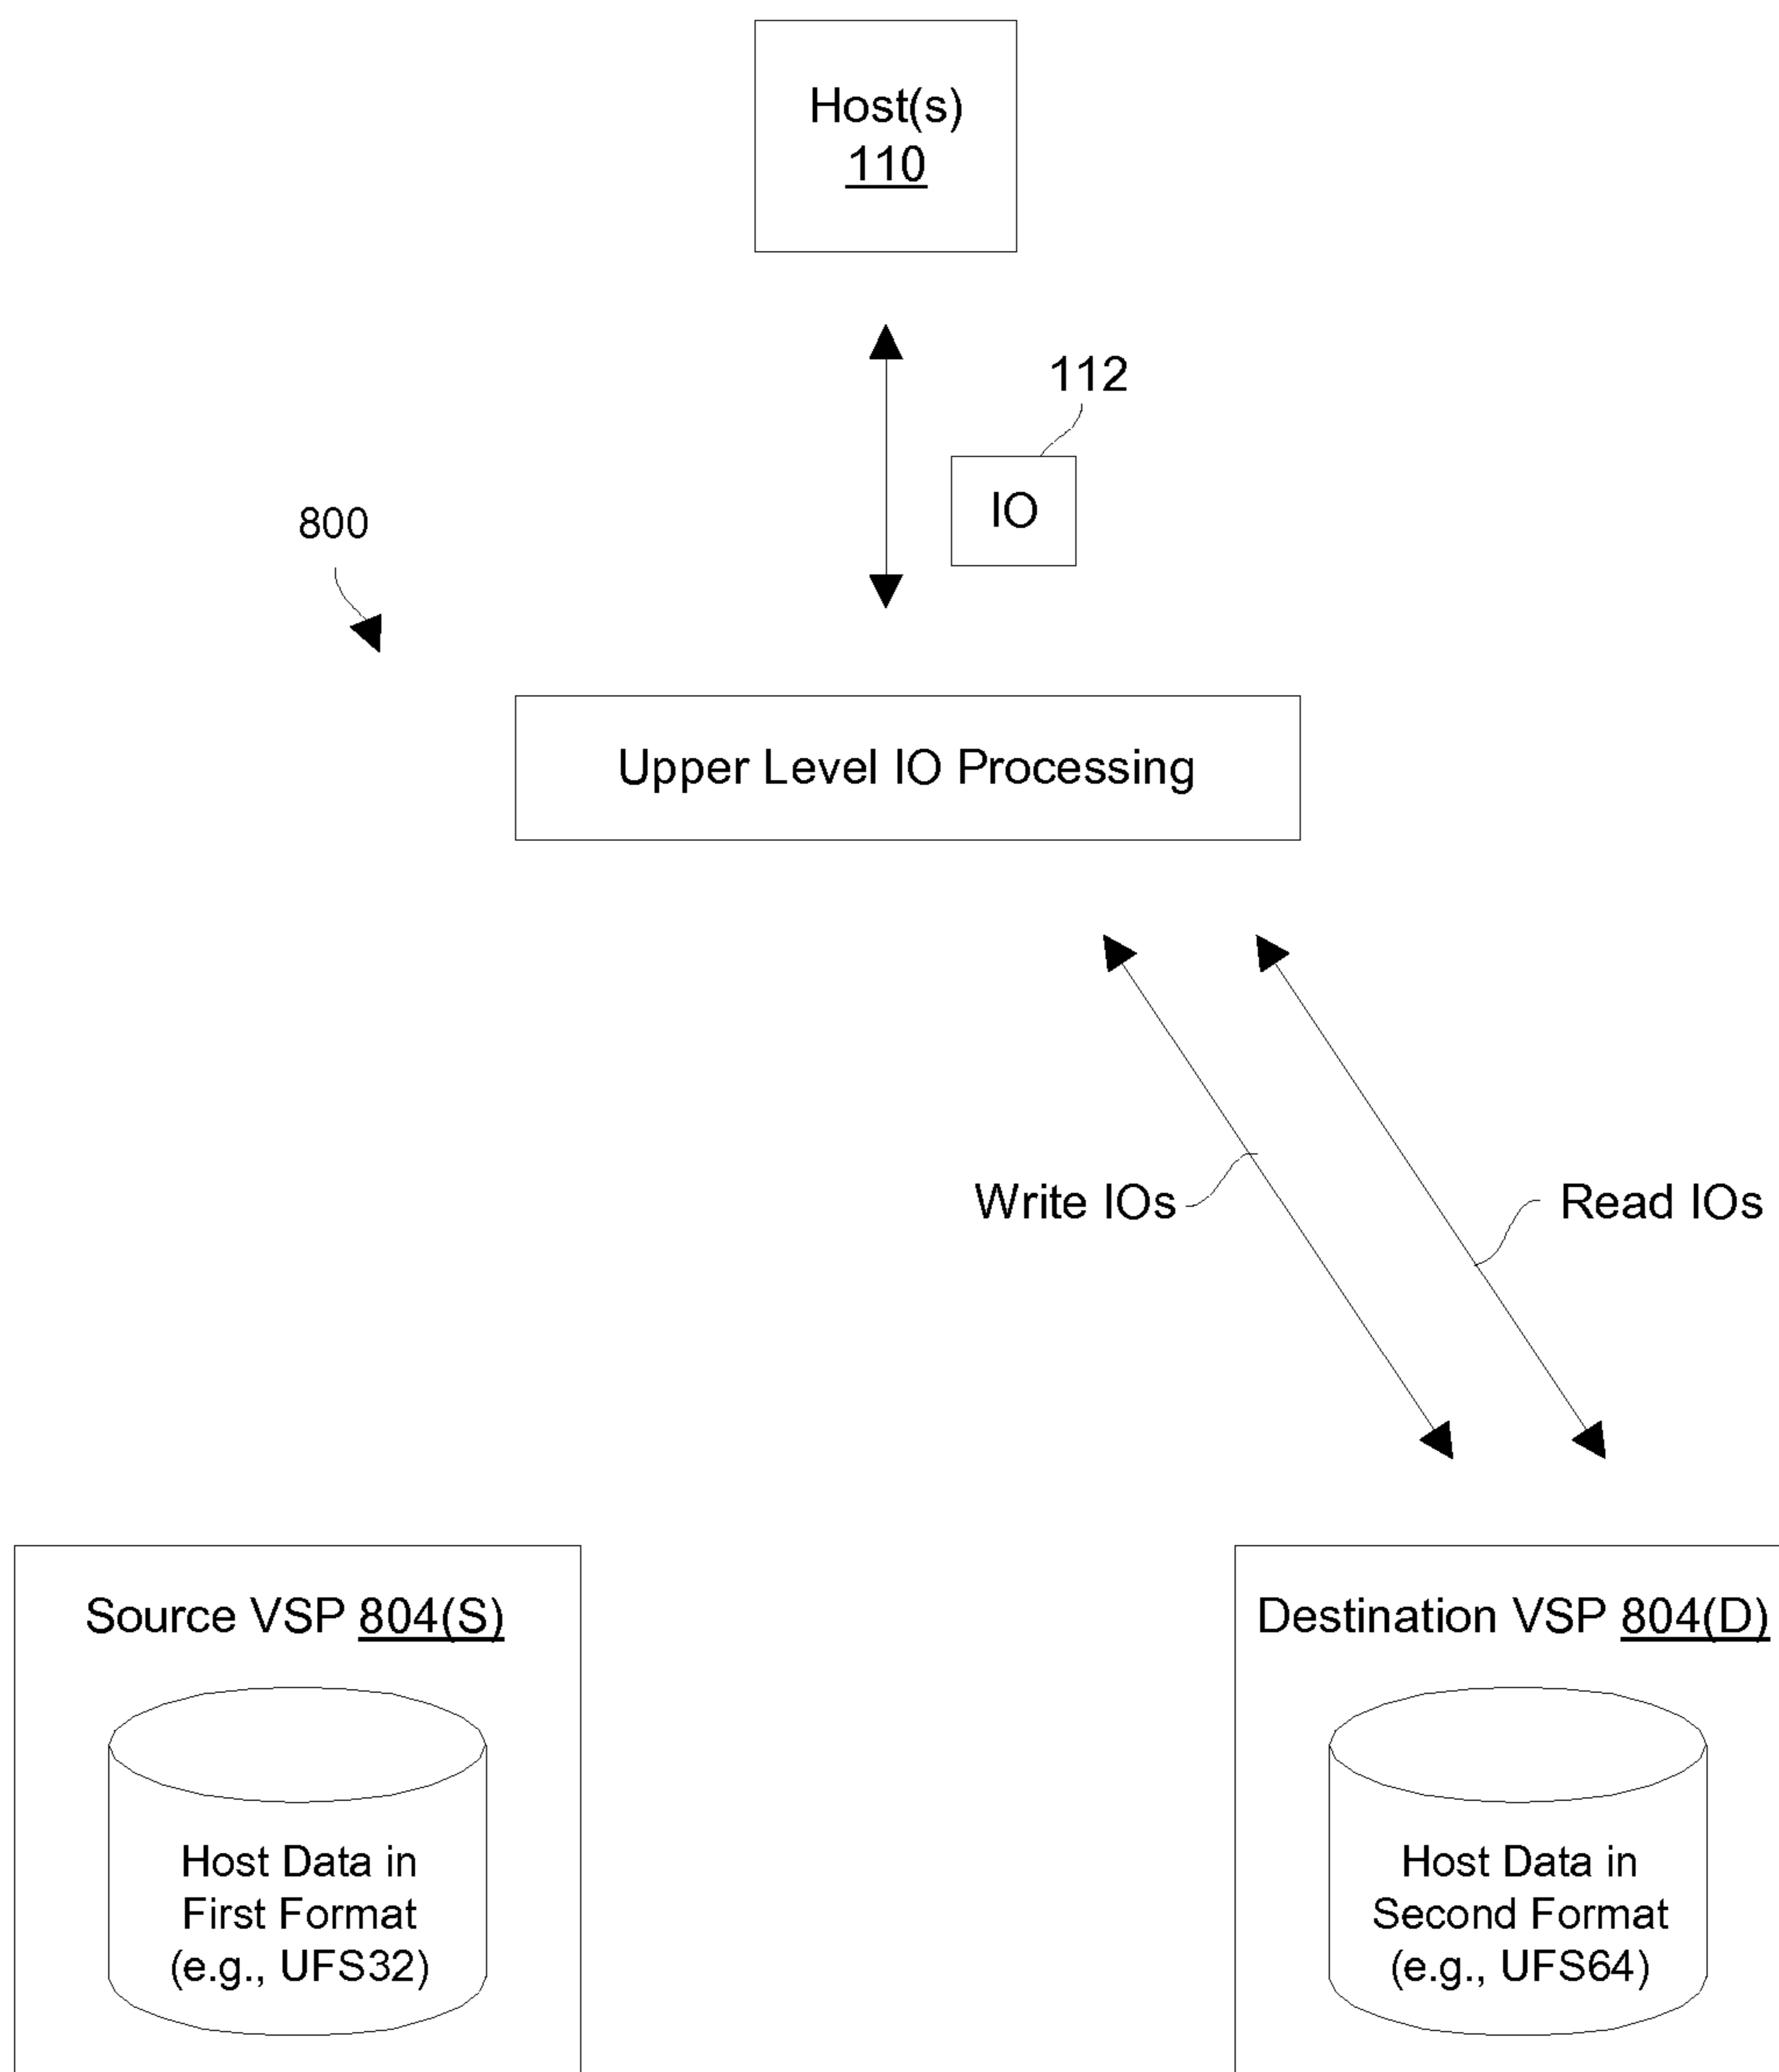 Host(s)
110
112
IO
800
Upper Level IO Processing
Write IOs
Read IOs
Source VSP 804(S)
Host Data in
First Format
(e.g., UFS32)
Destination VSP 804(D)
Host Data in
Second Format
(e.g., UFS64)